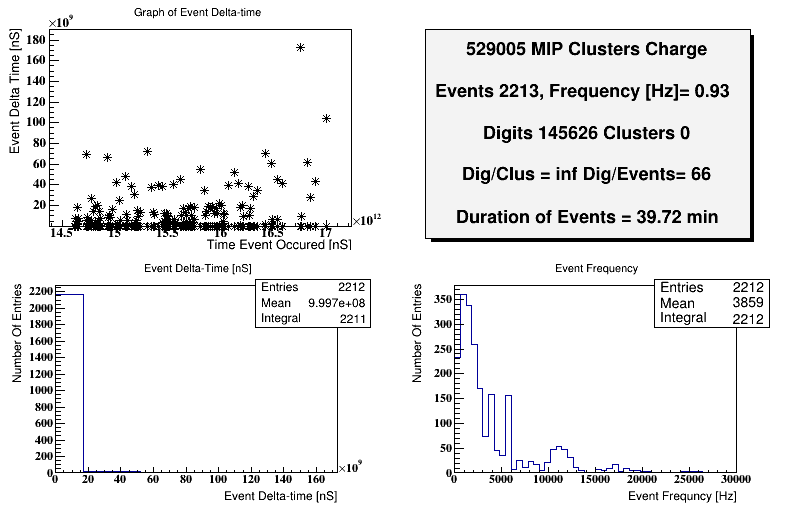 Graph of Event Delta-time
×10⁹
Event Delta Time [nS]
180
160
140
120
100
80
60
40
20
0
14.5 15 15.5 16 16.5 17
×10¹²
Time Event Occured [nS]
529005 MIP Clusters Charge
Events 2213, Frequency [Hz]= 0.93
Digits 145626 Clusters 0
Dig/Clus = inf Dig/Events= 66
Duration of Events = 39.72 min
Event Delta-Time [nS]
Entries 2212
Mean 9.997e+08
Integral 2211
Number Of Entries
2200
2000
1800
1600
1400
1200
1000
800
600
400
200
0
0 20 40 60 80 100 120 140 160
×10⁹
Event Delta-time [nS]
Event Frequency
Entries 2212
Mean 3859
Integral 2212
Number Of Entries
350
300
250
200
150
100
50
0
0 5000 10000 15000 20000 25000 30000
Event Frequncy [Hz]